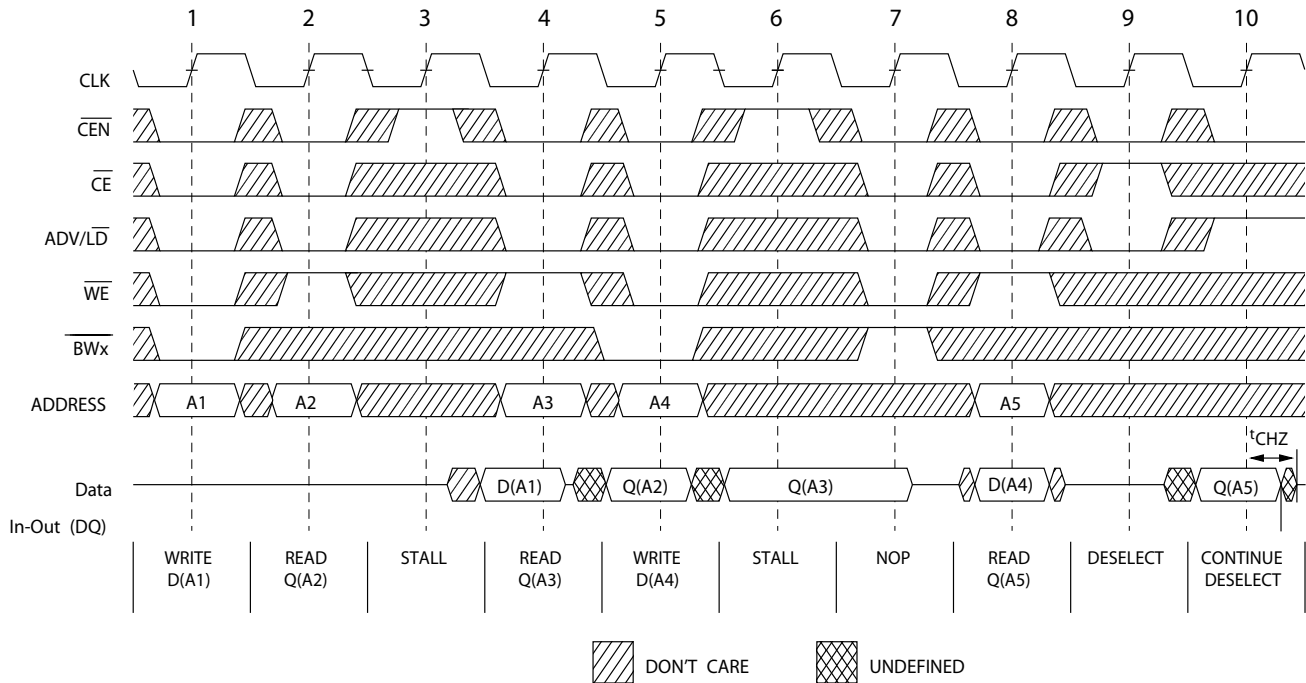 1 2 3 4 5 6 7 8 9 10
CLK
CEN
CE
ADV/LD
WE
BWx
ADDRESS A1 A2 A3 A4 A5
tCHZ
Data D(A1) Q(A2) Q(A3) D(A4) Q(A5)
In-Out (DQ)
WRITE READ STALL READ WRITE STALL NOP READ DESELECT CONTINUE
D(A1) Q(A2) Q(A3) D(A4) Q(A5) DESELECT
DON'T CARE UNDEFINED